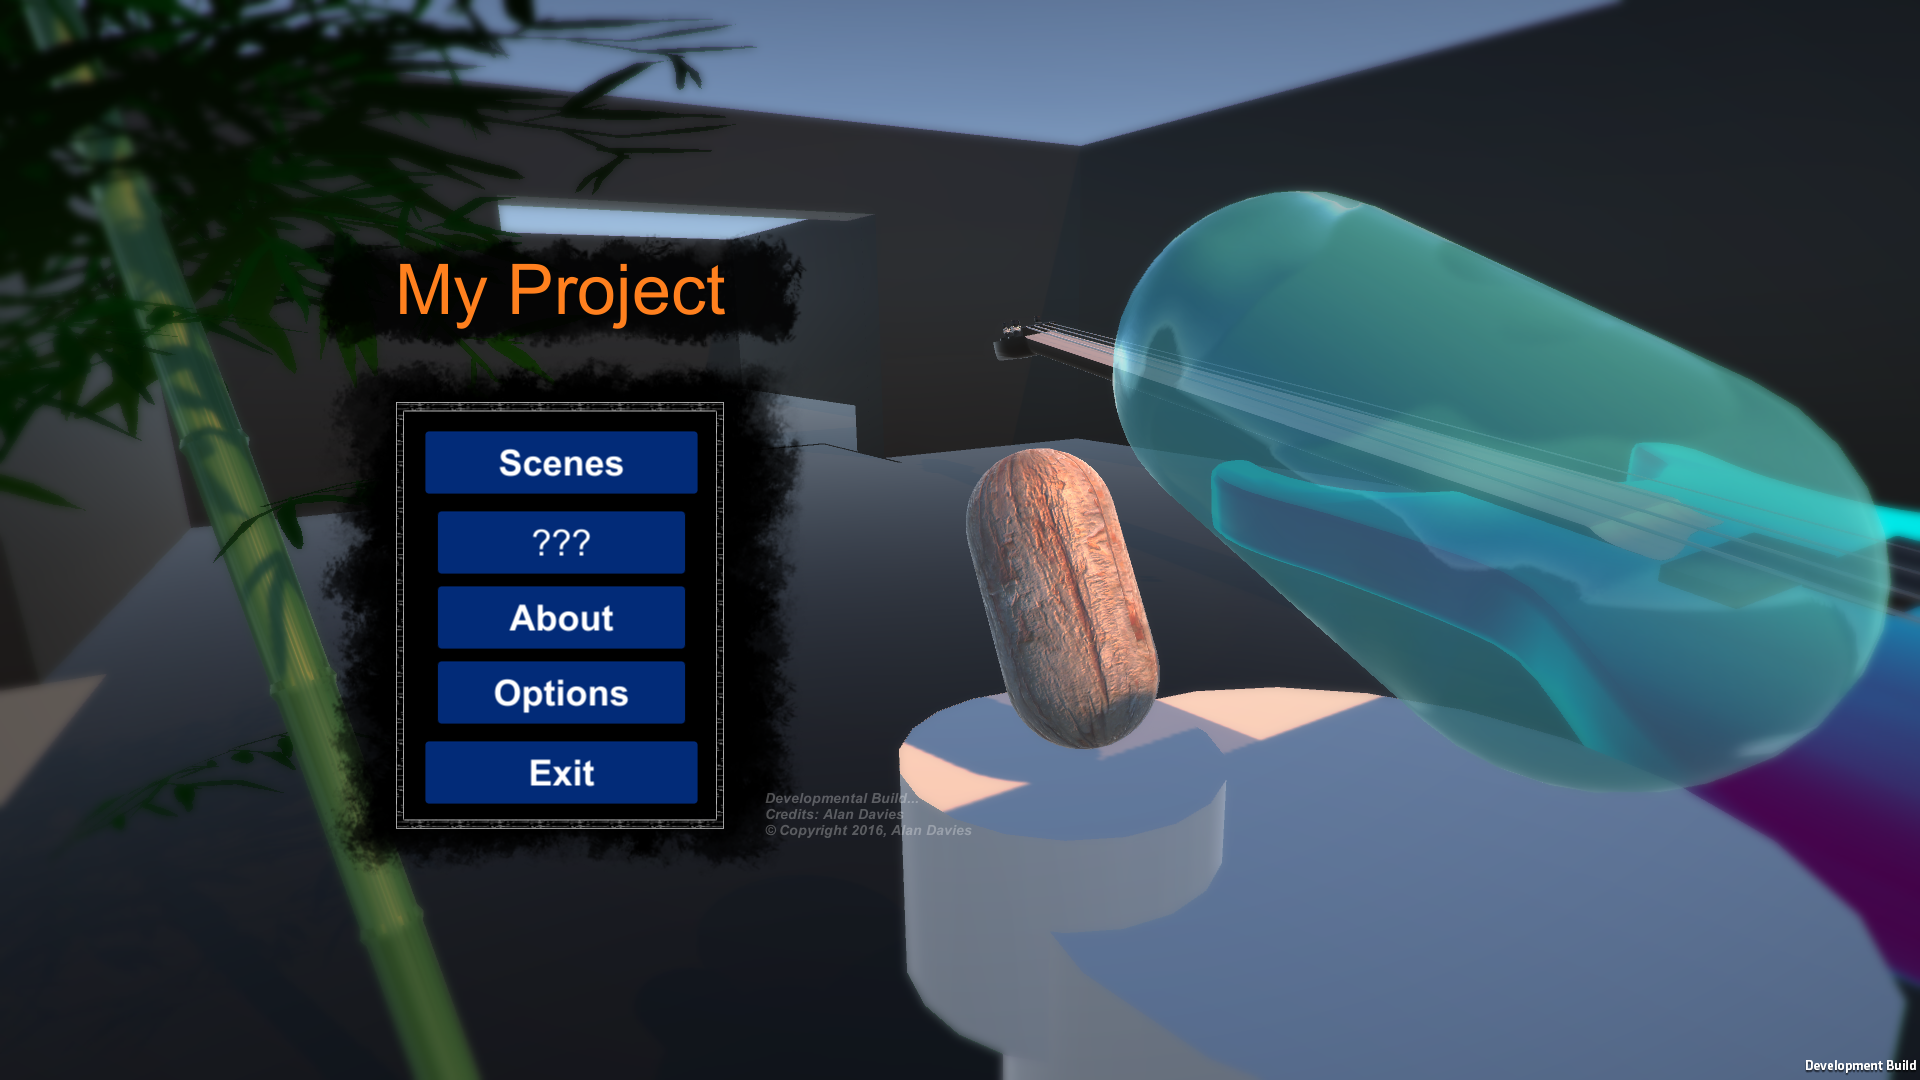 My Project
Scenes
???
About
Options
Exit
Developmental Build...
Credits: Alan Davies
© Copyright 2016, Alan Davies
Development Build